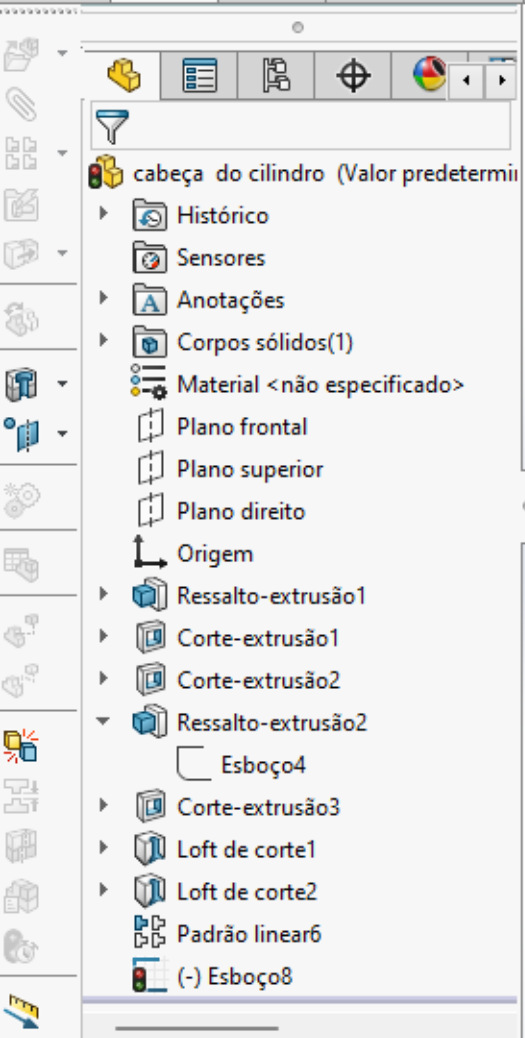 cabeça do cilindro (Valor predetermi
Histórico
Sensores
Anotações
Corpos sólidos(1)
Material <não especificado>
Plano frontal
Plano superior
Plano direito
Origem
Ressalto-extrusão1
Corte-extrusão1
Corte-extrusão2
Ressalto-extrusão2
Esboço4
Corte-extrusão3
Loft de corte1
Loft de corte2
Padrão linear6
(-) Esboço8